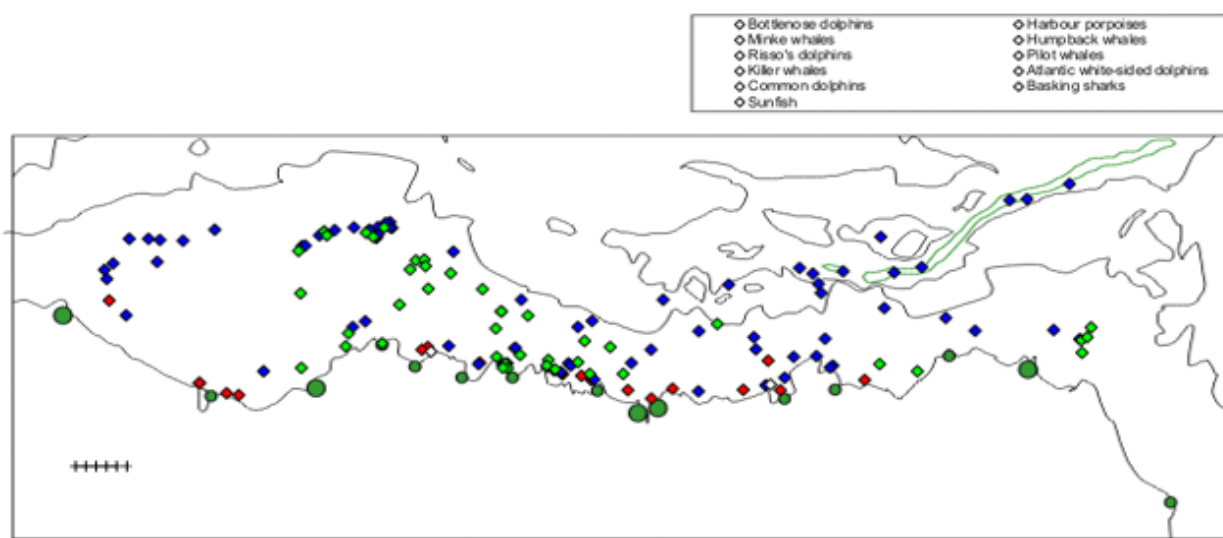 Bottlenose dolphins
Minke whales
Risso's dolphins
Killer whales
Common dolphins
Sunfish
Harbour porpoises
Humpback whales
Pilot whales
Atlantic white-sided dolphins
Basking sharks